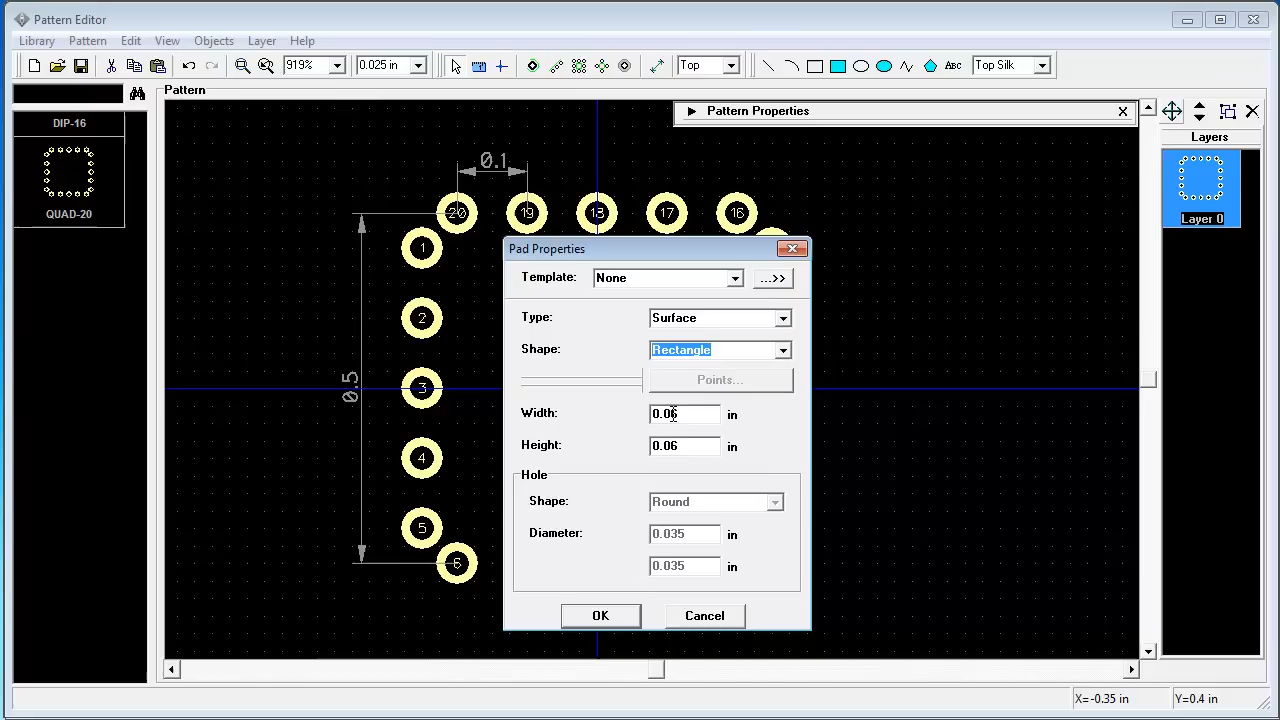 Pattern Editor
Library Pattern Edit View Objects Layer Help
919% 0.025 in Top ABC Top Silk
Pattern
Pattern Properties
Layers
DIP-16
QUAD-20
Layer 0
0.1
20 19 18 17 16
1
2
3
4
5
6
0.5
Pad Properties
Template: None ...>>
Type: Surface
Shape: Rectangle
Points...
Width: 0.06 in
Height: 0.06 in
Hole
Shape: Round
Diameter: 0.035 in
0.035 in
OK Cancel
X=-0.35 in Y=0.4 in